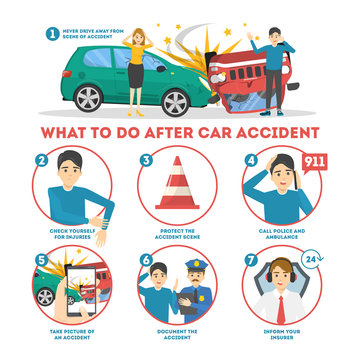 1 NEVER DRIVE AWAY FROM
SCENE OF ACCIDENT
WHAT TO DO AFTER CAR ACCIDENT
2
CHECK YOURSELF
FOR INJURIES
3
PROTECT THE
ACCIDENT SCENE
4
911
CALL POLICE AND
AMBULANCE
5
TAKE PICTURE OF
AN ACCIDENT
6
DOCUMENT THE
ACCIDENT
7
24
INFORM YOUR
INSURER